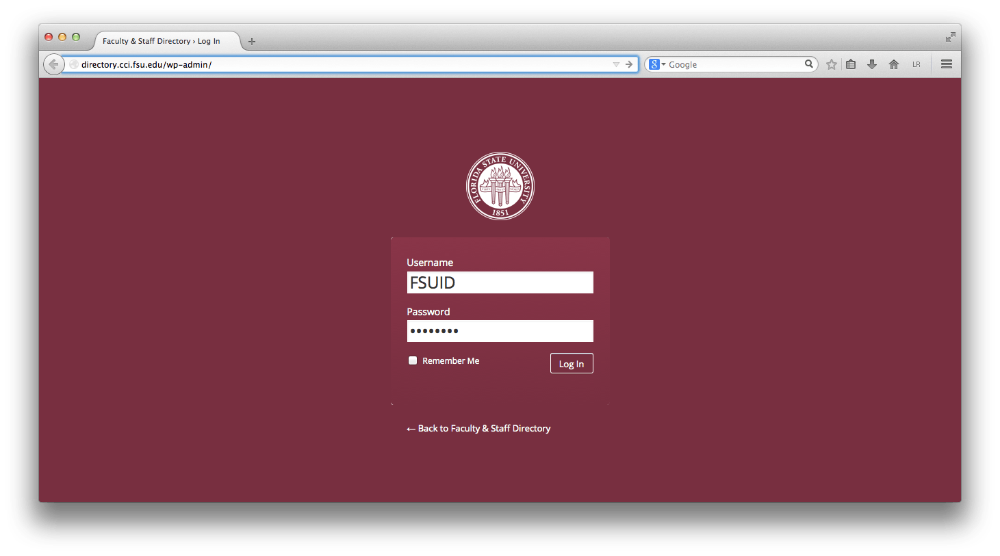 Faculty & Staff Directory › Log In
directory.cci.fsu.edu/wp-admin/
Google
LR
FLORIDA STATE UNIVERSITY
1851
Username
FSUID
Password
Remember Me
Log In
← Back to Faculty & Staff Directory